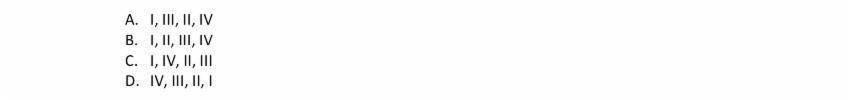 A. I, III, II, IV
B. I, II, III, IV
C. I, IV, II, III
D. IV, III, II, I